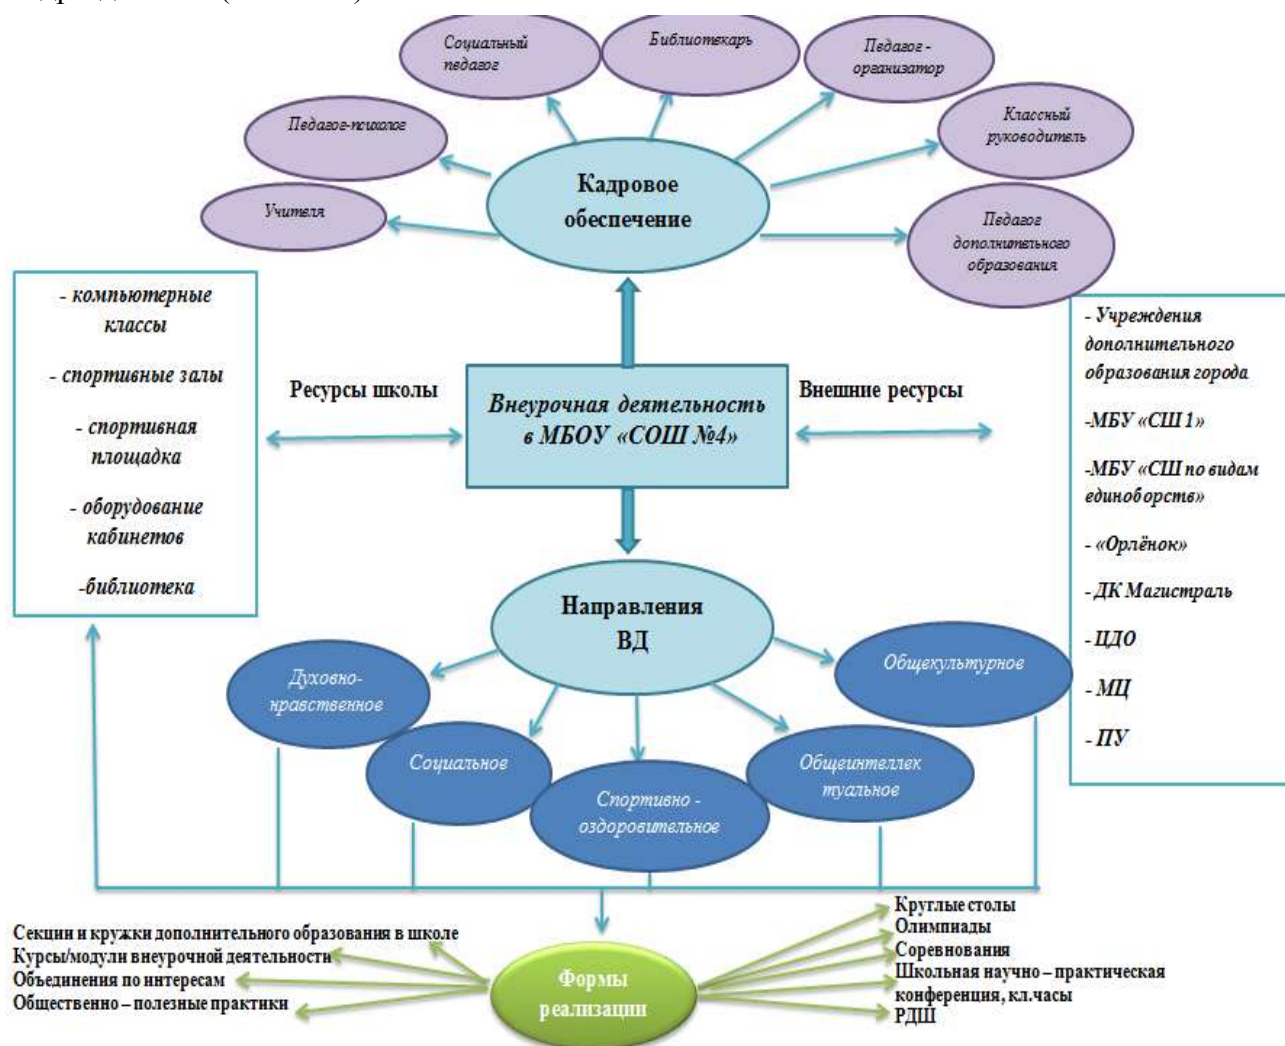 Социальный
педагог
Библиотекарь
Педагог -
организатор
Педагог-психолог
Классный
руководитель
Учителя
Кадровое
обеспечение
Педагог
дополнительного
образования
- компьютерные
классы
- спортивные залы
- спортивная
площадка
- оборудование
кабинетов
-библиотека
Ресурсы школы
Внеурочная деятельность
в МБОУ «СОШ №4»
Внешние ресурсы
- Учреждения
дополнительного
образования города
-МБУ «СШ 1»
-МБУ «СШ по видам
единоборств»
- «Орлёнок»
- ДК Магистраль
- ЦДО
- МЦ
- ПУ
Направления
ВД
Духовно-
нравственное
Социальное
Спортивно -
оздоровительное
Общеинтеллек
туальное
Общекультурное
Секции и кружки дополнительного образования в школе
Курсы/модули внеурочной деятельности
Объединения по интересам
Общественно – полезные практики
Формы
реализации
Круглые столы
Олимпиады
Соревнования
Школьная научно – практическая
конференция, кл.часы
РДШ